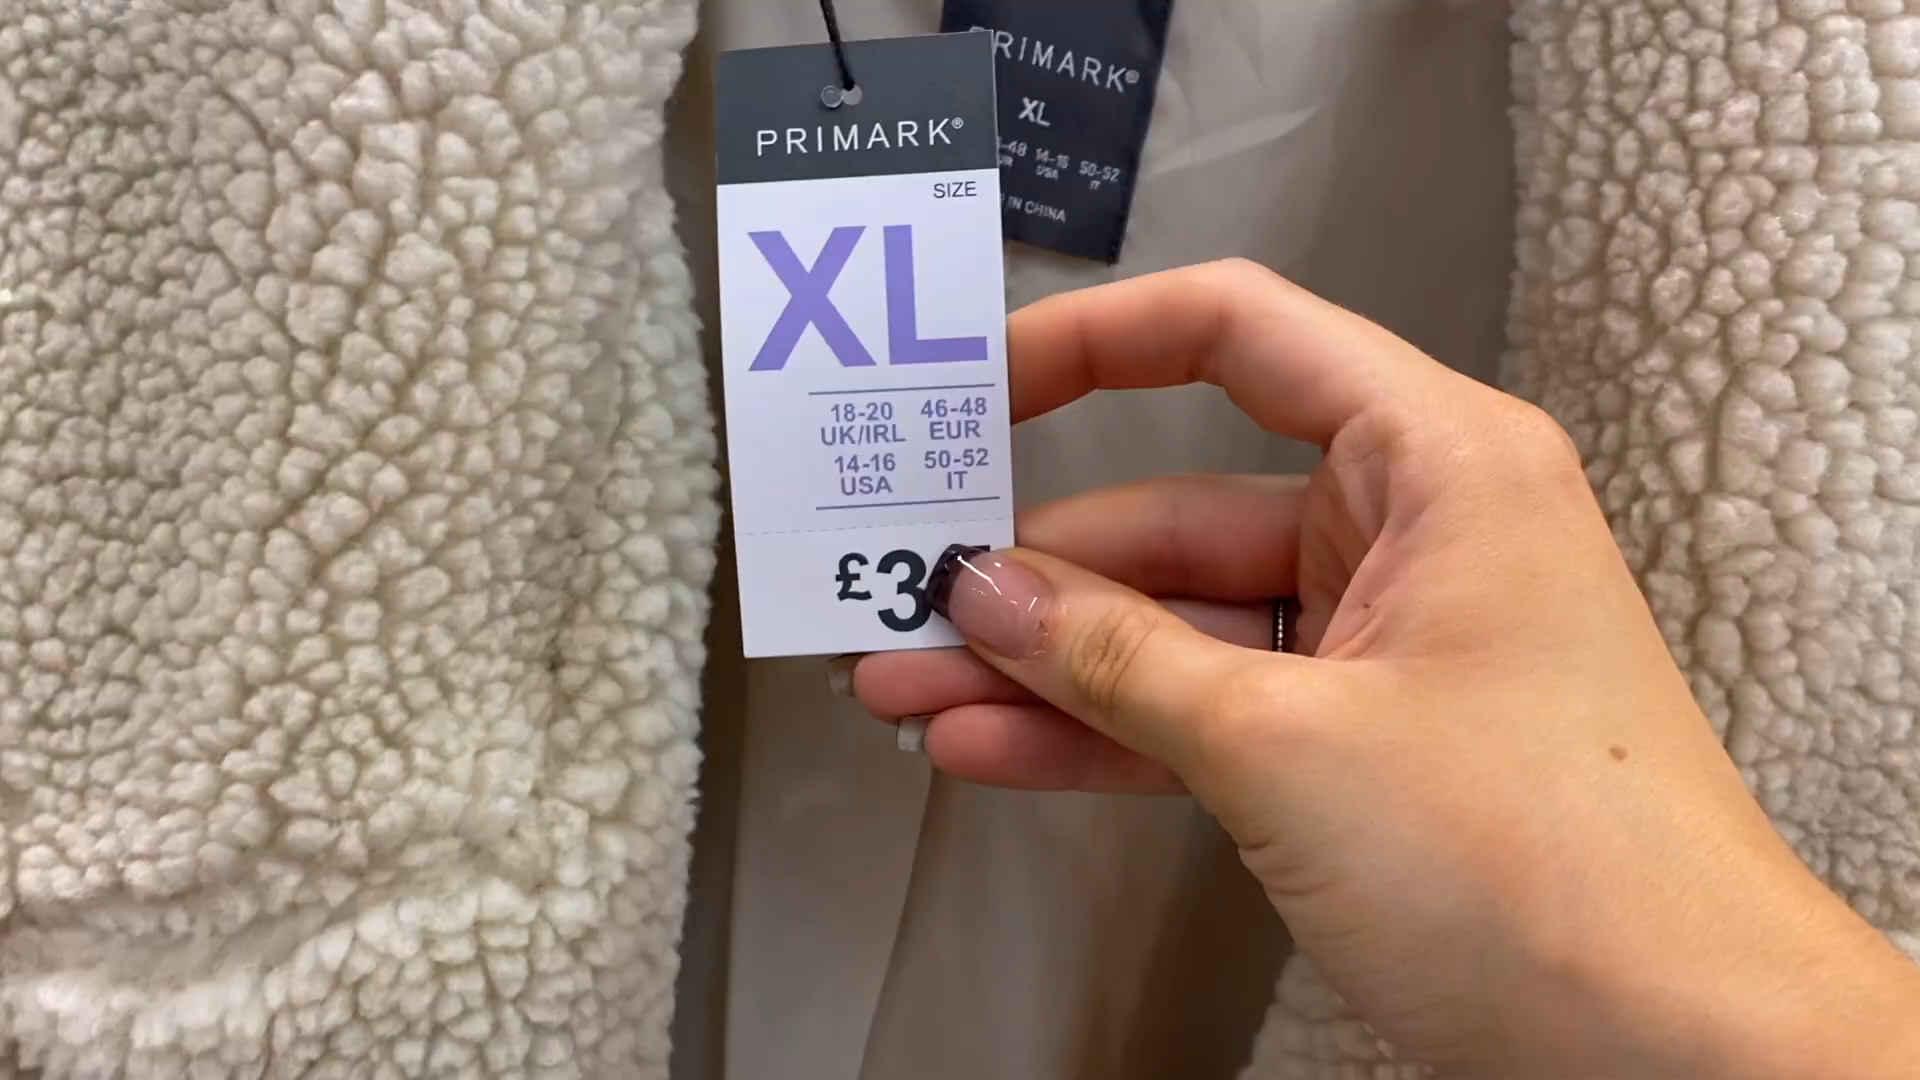 PRIMARK®
SIZE
XL
18-20 46-48
UK/IRL EUR
14-16 50-52
USA IT
£3
PRIMARK®
XL
-48 14-16 50-52
USA IT
IN CHINA